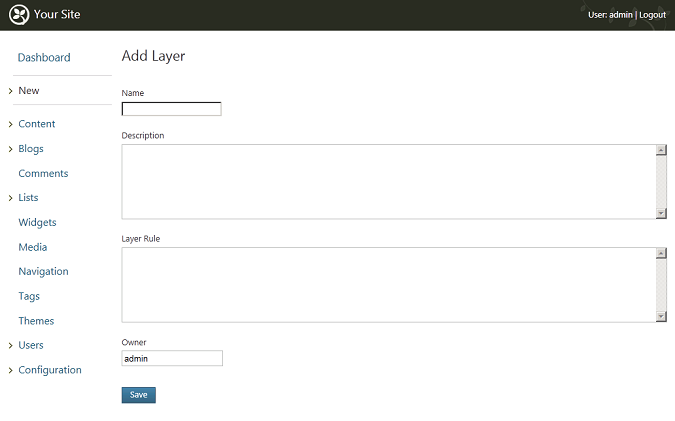 Your Site
User: admin | Logout
Dashboard
New
Content
Blogs
Comments
Lists
Widgets
Media
Navigation
Tags
Themes
Users
Configuration
Add Layer
Name
Description
Layer Rule
Owner
admin
Save